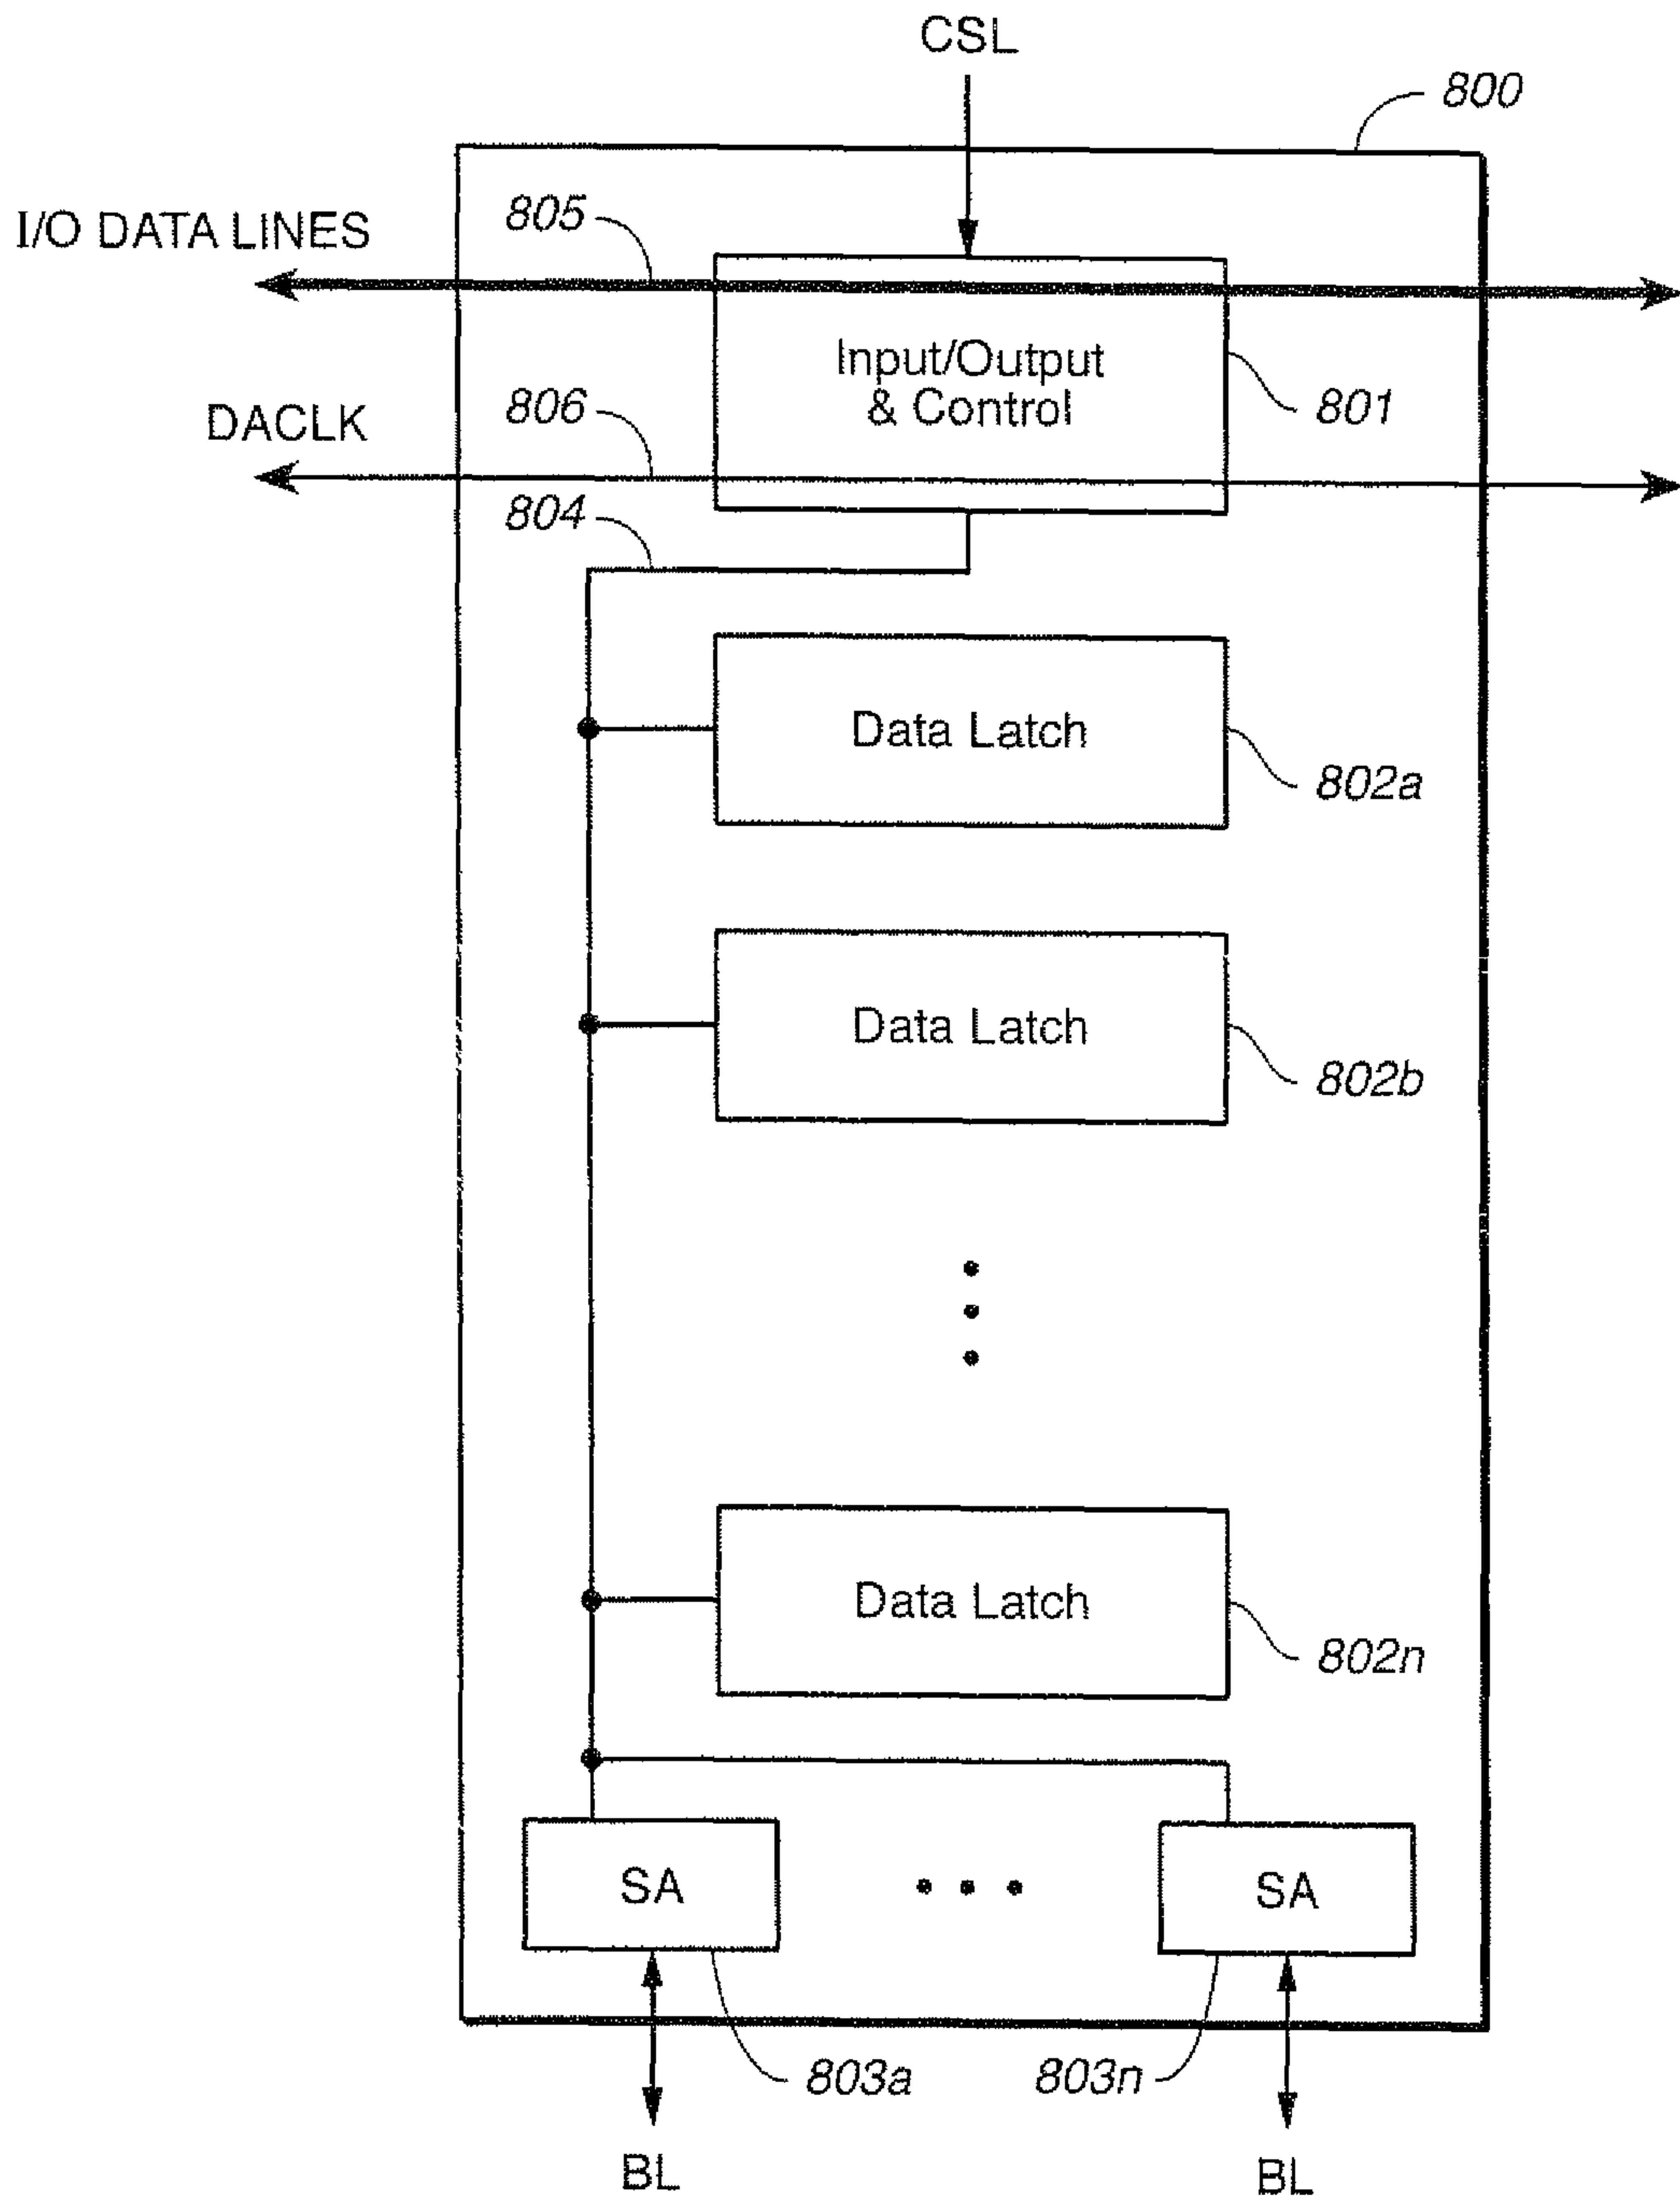 CSL
800
I/O DATA LINES
805
Input/Output
& Control
801
DACLK
806
804
Data Latch
802a
Data Latch
802b
Data Latch
802n
SA
SA
803a
803n
BL
BL